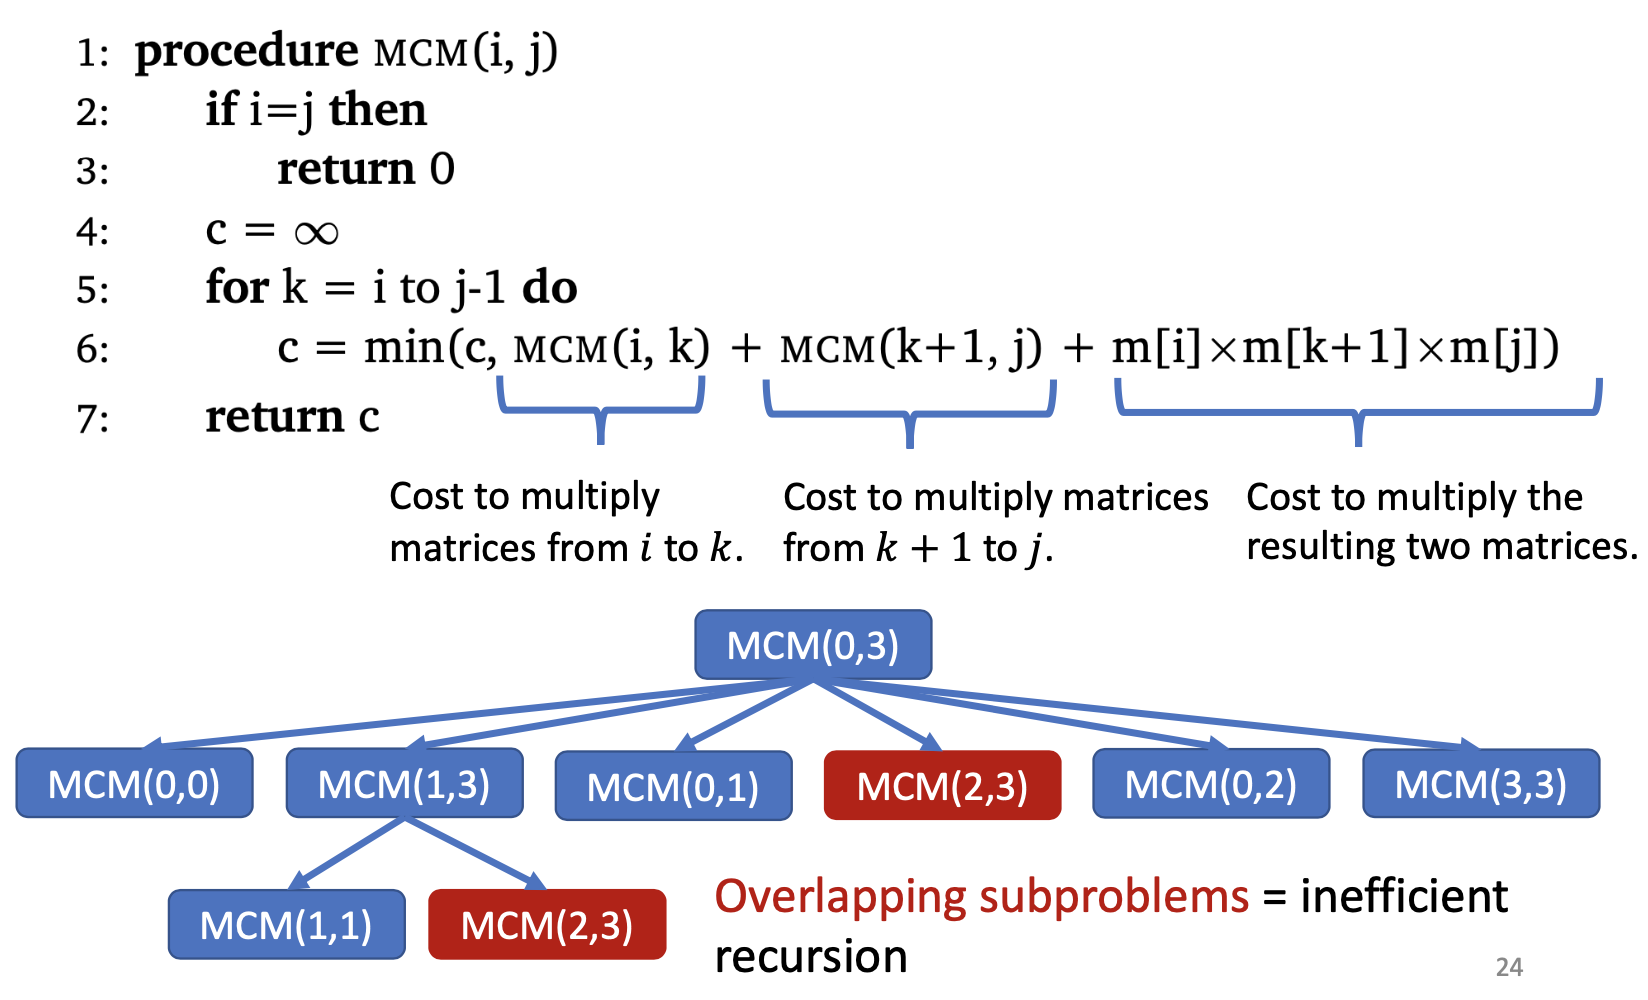 1: procedure MCM(i, j)
2: if i=j then
3: return 0
4: c = ∞
5: for k = i to j-1 do
6: c = min(c, MCM(i, k) + MCM(k+1, j) + m[i]×m[k+1]×m[j])
7: return c
Cost to multiply
matrices from i to k.
Cost to multiply matrices
from k + 1 to j.
Cost to multiply the
resulting two matrices.
MCM(0,3)
MCM(0,0) MCM(1,3) MCM(0,1) MCM(2,3) MCM(0,2) MCM(3,3)
MCM(1,1) MCM(2,3)
Overlapping subproblems = inefficient
recursion
24